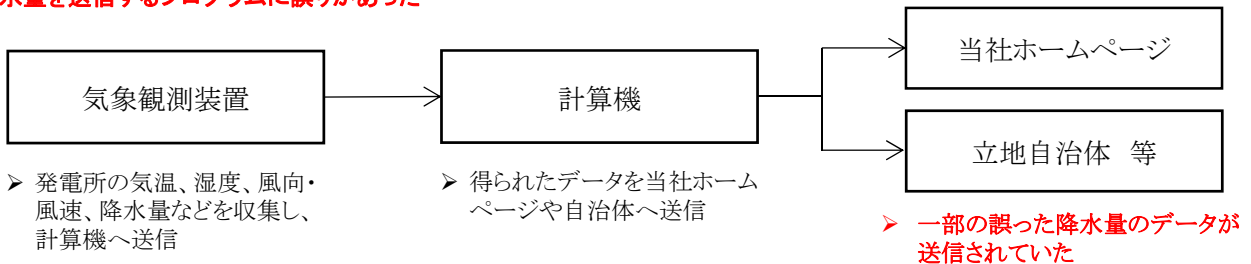 水量を送信するプログラムに誤りがあった
気象観測装置
計算機
当社ホームページ
立地自治体 等
➢ 発電所の気温、湿度、風向・
風速、降水量などを収集し、
計算機へ送信
➢ 得られたデータを当社ホーム
ページや自治体へ送信
➢ 一部の誤った降水量のデータが
送信されていた